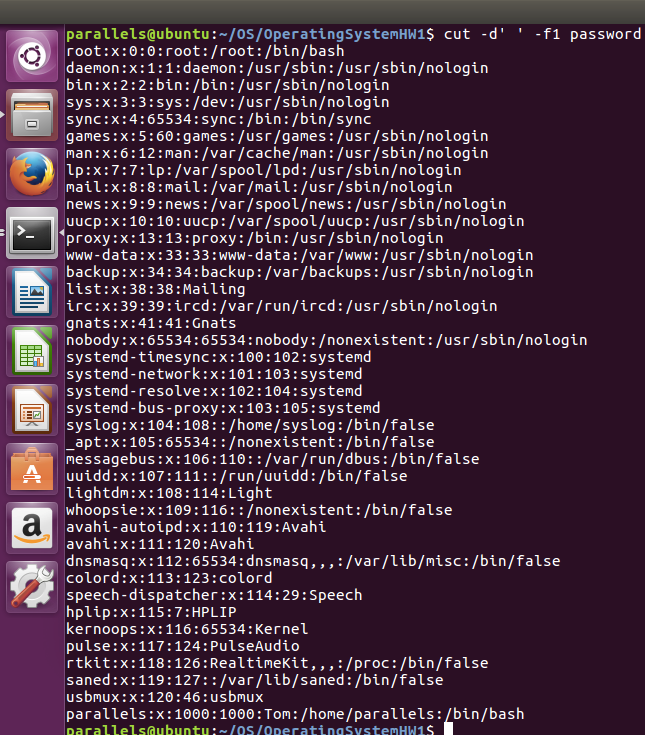 parallels@ubuntu:~/OS/OperatingSystemHW1$ cut -d' ' -f1 password
root:x:0:0:root:/root:/bin/bash
daemon:x:1:1:daemon:/usr/sbin:/usr/sbin/nologin
bin:x:2:2:bin:/bin:/usr/sbin/nologin
sys:x:3:3:sys:/dev:/usr/sbin/nologin
sync:x:4:65534:sync:/bin:/bin/sync
games:x:5:60:games:/usr/games:/usr/sbin/nologin
man:x:6:12:man:/var/cache/man:/usr/sbin/nologin
lp:x:7:7:lp:/var/spool/lpd:/usr/sbin/nologin
mail:x:8:8:mail:/var/mail:/usr/sbin/nologin
news:x:9:9:news:/var/spool/news:/usr/sbin/nologin
uucp:x:10:10:uucp:/var/spool/uucp:/usr/sbin/nologin
proxy:x:13:13:proxy:/bin:/usr/sbin/nologin
www-data:x:33:33:www-data:/var/www:/usr/sbin/nologin
backup:x:34:34:backup:/var/backups:/usr/sbin/nologin
list:x:38:38:Mailing
irc:x:39:39:ircd:/var/run/ircd:/usr/sbin/nologin
gnats:x:41:41:Gnats
nobody:x:65534:65534:nobody:/nonexistent:/usr/sbin/nologin
systemd-timesync:x:100:102:systemd
systemd-network:x:101:103:systemd
systemd-resolve:x:102:104:systemd
systemd-bus-proxy:x:103:105:systemd
syslog:x:104:108::/home/syslog:/bin/false
_apt:x:105:65534::/nonexistent:/bin/false
messagebus:x:106:110::/var/run/dbus:/bin/false
uuidd:x:107:111::/run/uuidd:/bin/false
lightdm:x:108:114:Light
whoopsie:x:109:116::/nonexistent:/bin/false
avahi-autoipd:x:110:119:Avahi
avahi:x:111:120:Avahi
dnsmasq:x:112:65534:dnsmasq,,,:/var/lib/misc:/bin/false
colord:x:113:123:colord
speech-dispatcher:x:114:29:Speech
hplip:x:115:7:HPLIP
kernoops:x:116:65534:Kernel
pulse:x:117:124:PulseAudio
rtkit:x:118:126:RealtimeKit,,,:/proc:/bin/false
saned:x:119:127::/var/lib/saned:/bin/false
usbmux:x:120:46:usbmux
parallels:x:1000:1000:Tom:/home/parallels:/bin/bash
parallels@ubuntu:~/OS/OperatingSystemHW1$